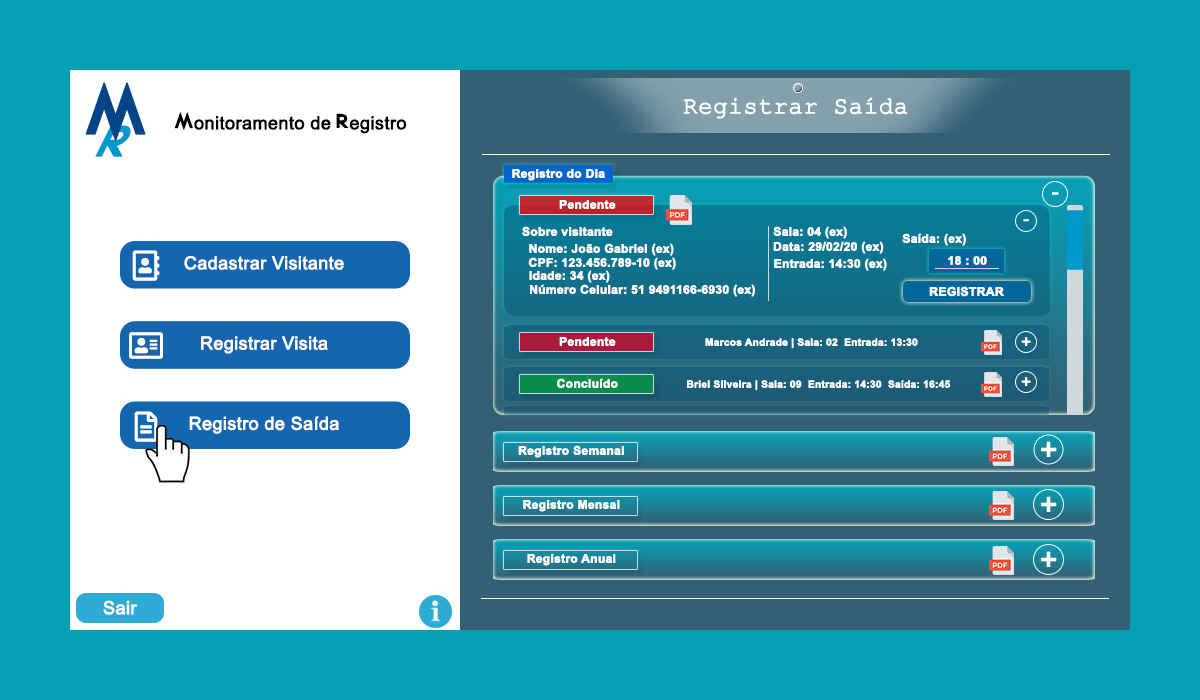 MR
Monitoramento de Registro
Cadastrar Visitante
Registrar Visita
Registro de Saída
Sair
i
Registrar Saída
Registro do Dia
-
Pendente
PDF
-
Sobre visitante
Nome: João Gabriel (ex)
CPF: 123.456.789-10 (ex)
Idade: 34 (ex)
Número Celular: 51 9491166-6930 (ex)
Sala: 04 (ex)
Data: 29/02/20 (ex)
Entrada: 14:30 (ex)
Saída: (ex)
18 : 00
REGISTRAR
Pendente Marcos Andrade | Sala: 02 Entrada: 13:30 PDF +
Concluído Briel Silveira | Sala: 09 Entrada: 14:30 Saída: 16:45 PDF +
Registro Semanal PDF +
Registro Mensal PDF +
Registro Anual PDF +